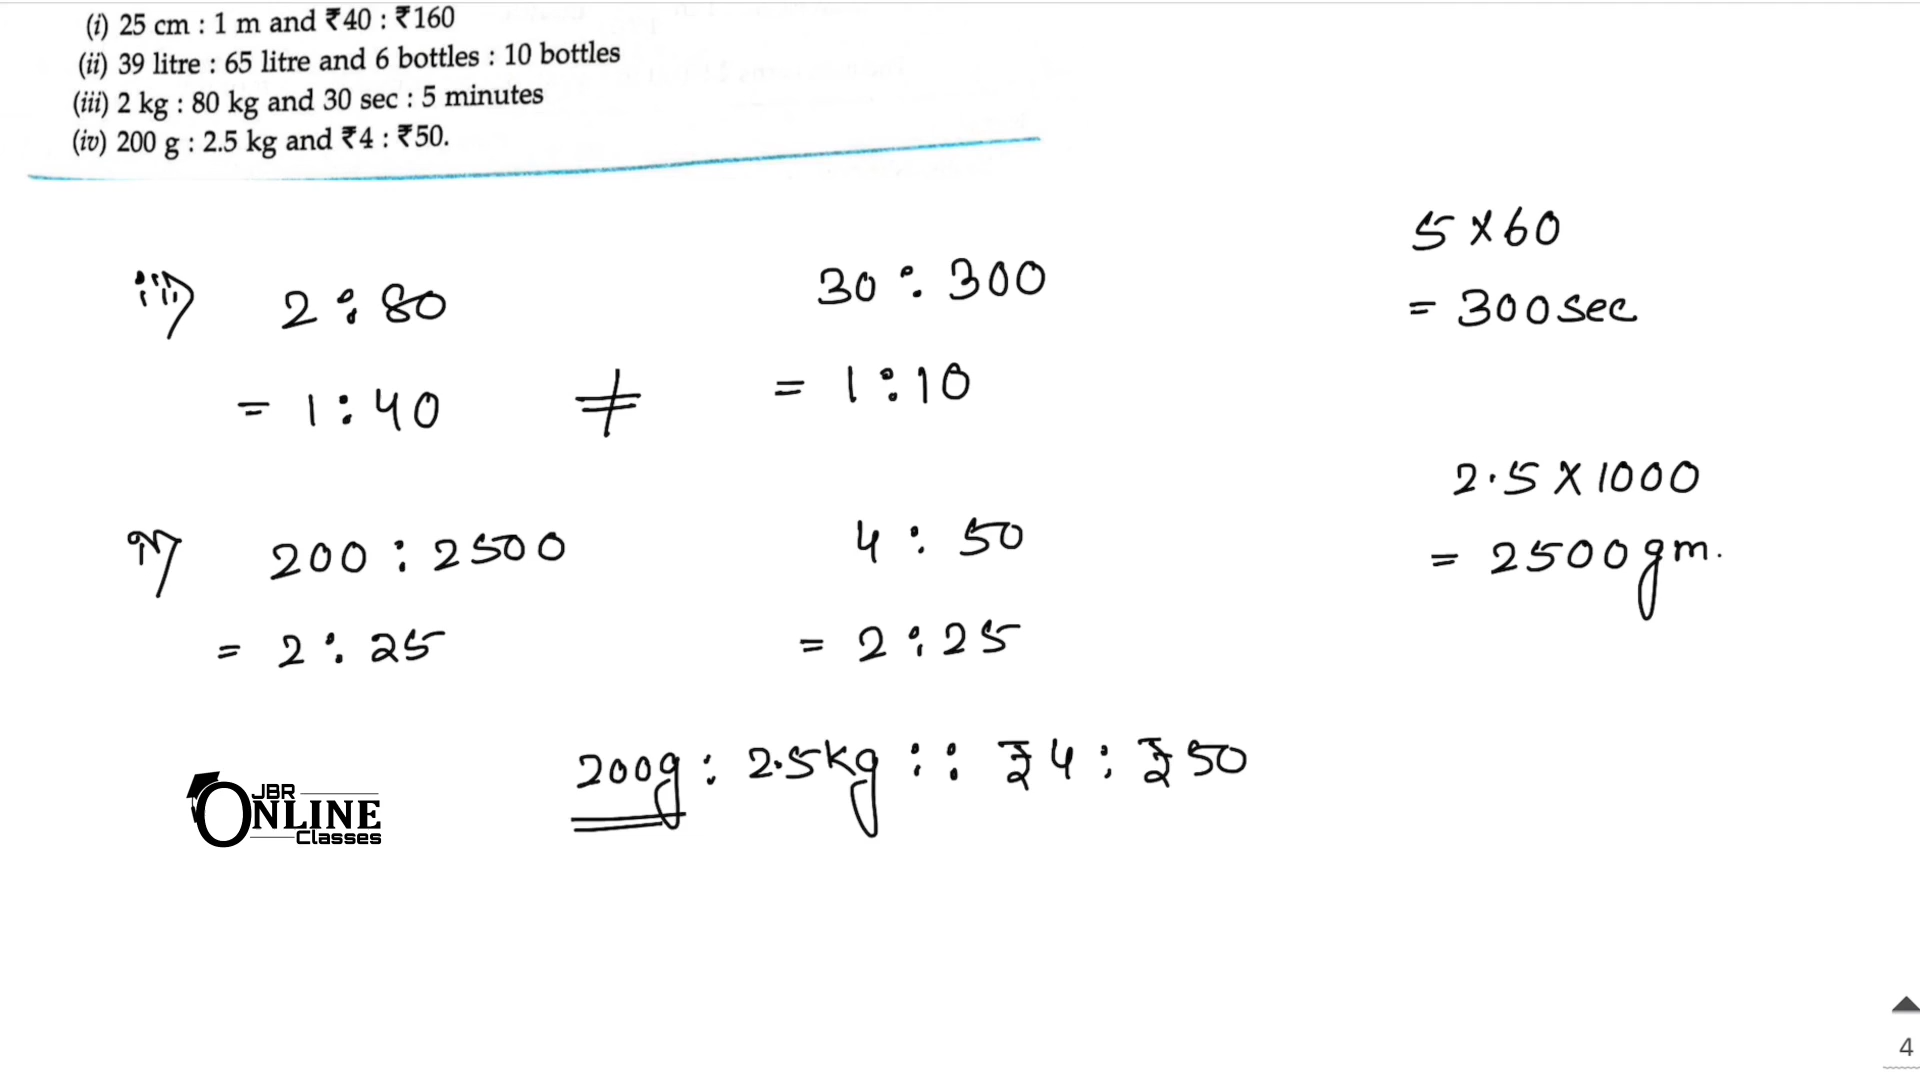 (i) 25 cm : 1 m and ₹40 : ₹160
(ii) 39 litre : 65 litre and 6 bottles : 10 bottles
(iii) 2 kg : 80 kg and 30 sec : 5 minutes
(iv) 200 g : 2.5 kg and ₹4 : ₹50.
5 × 60
iii) 2 : 80 30 : 300
= 300 sec
= 1 : 40 ≠ = 1 : 10
2.5 × 1000
iv) 200 : 2500 4 : 50
= 2500 gm.
= 2 : 25 = 2 : 25
200g : 2.5kg :: ₹4 : ₹50
JBR
ONLINE
Classes
4